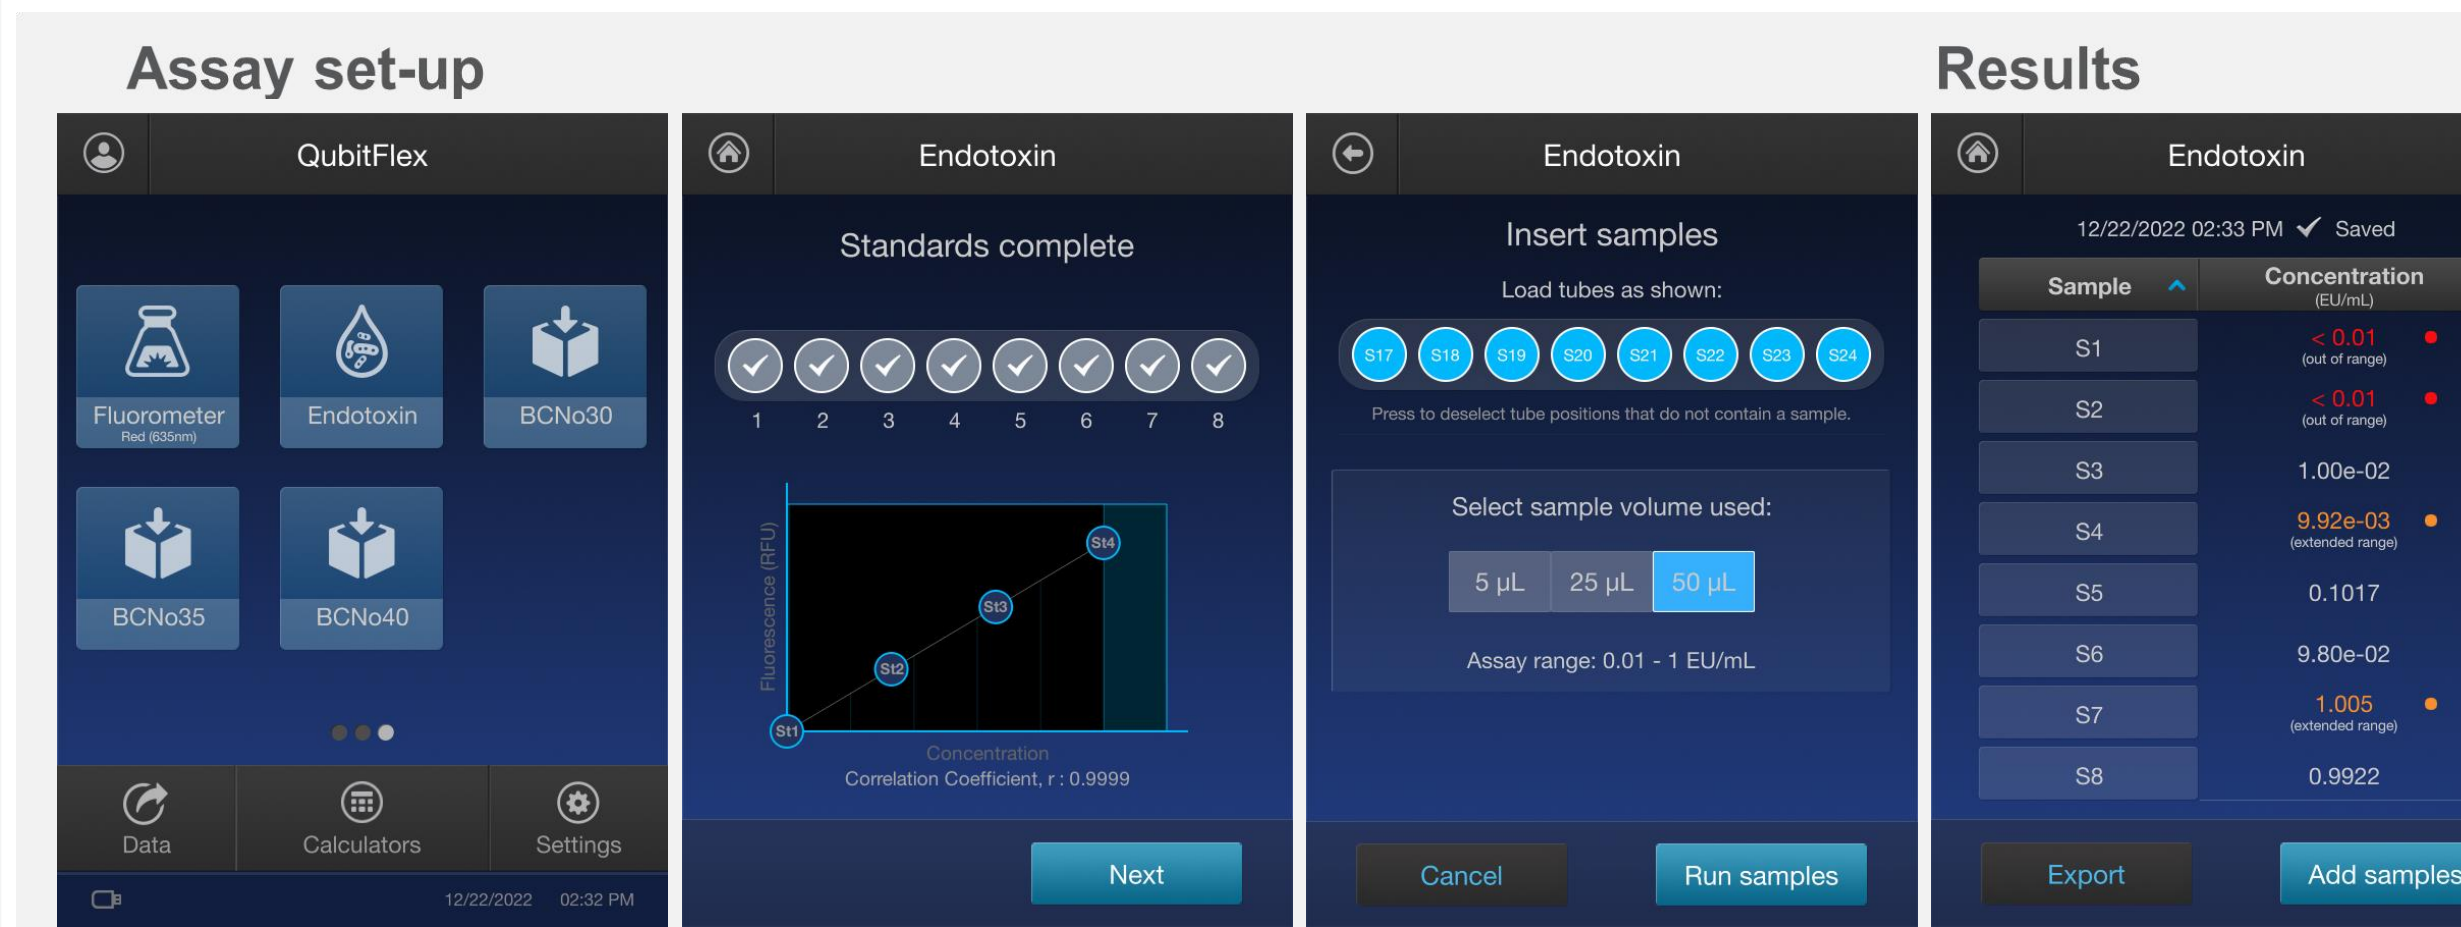 Assay set-up
Results
QubitFlex
Fluorometer
Red (635nm)
Endotoxin
BCNo30
BCNo35
BCNo40
Data
Calculators
Settings
12/22/2022 02:32 PM
Endotoxin
Standards complete
1 2 3 4 5 6 7 8
Fluorescence (RFU)
St1
St2
St3
St4
Concentration
Correlation Coefficient, r : 0.9999
Next
Endotoxin
Insert samples
Load tubes as shown:
S17 S18 S19 S20 S21 S22 S23 S24
Press to deselect tube positions that do not contain a sample.
Select sample volume used:
5 µL 25 µL 50 µL
Assay range: 0.01 - 1 EU/mL
Cancel
Run samples
Endotoxin
12/22/2022 02:33 PM Saved
Sample Concentration
(EU/mL)
S1 < 0.01
(out of range)
S2 < 0.01
(out of range)
S3 1.00e-02
S4 9.92e-03
(extended range)
S5 0.1017
S6 9.80e-02
S7 1.005
(extended range)
S8 0.9922
Export
Add samples